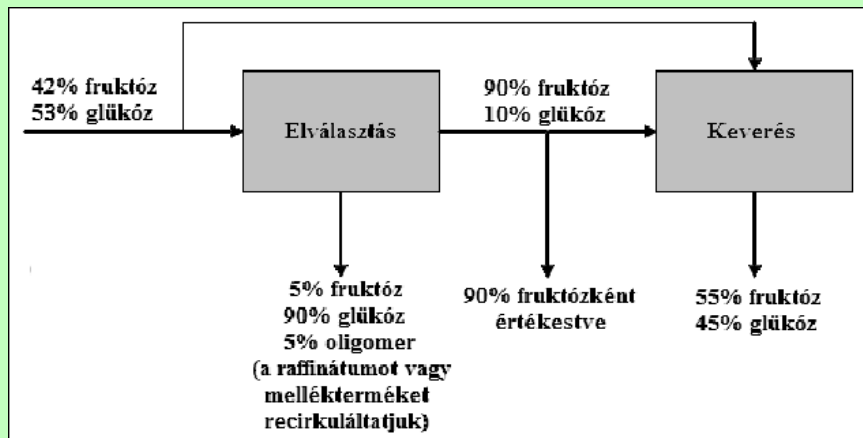 42% fruktóz
53% glükóz
Elválasztás
90% fruktóz
10% glükóz
Keverés
5% fruktóz
90% glükóz
5% oligomer
(a raffinátumot vagy
mellékterméket
recirkuláltatjuk)
90% fruktózként
értékestve
55% fruktóz
45% glükóz